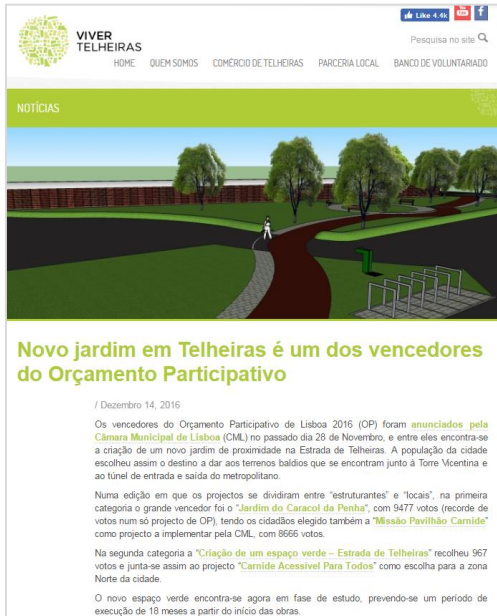 Like 4.4k
You
Tube
f
VIVER
TELHEIRAS
Pesquisa no site
HOME QUEM SOMOS COMÉRCIO DE TELHEIRAS PARCERIA LOCAL BANCO DE VOLUNTARIADO
NOTÍCIAS
Novo jardim em Telheiras é um dos vencedores
do Orçamento Participativo
/ Dezembro 14, 2016
Os vencedores do Orçamento Participativo de Lisboa 2016 (OP) foram anunciados pela
Câmara Municipal de Lisboa (CML) no passado dia 28 de Novembro, e entre eles encontra-se
a criação de um novo jardim de proximidade na Estrada de Telheiras. A população da cidade
escolheu assim o destino a dar aos terrenos baldios que se encontram junto à Torre Vicentina e
ao túnel de entrada e saída do metropolitano.
Numa edição em que os projectos se dividiram entre “estruturantes” e “locais”, na primeira
categoria o grande vencedor foi o “Jardim do Caracol da Penha”, com 9477 votos (recorde de
votos num só projecto de OP), tendo os cidadãos elegido também a “Missão Pavilhão Carnide”
como projecto a implementar pela CML, com 8666 votos.
Na segunda categoria a “Criação de um espaço verde – Estrada de Telheiras” recolheu 967
votos e junta-se assim ao projecto “Carnide Acessível Para Todos” como escolha para a zona
Norte da cidade.
O novo espaço verde encontra-se agora em fase de estudo, prevendo-se um período de
execução de 18 meses a partir do início das obras.